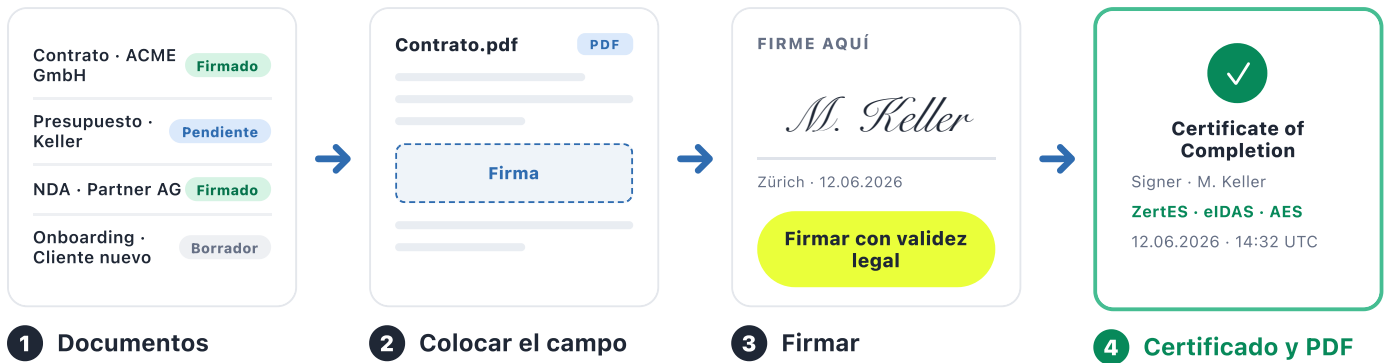 Contrato · ACME
GmbH
Firmado
Presupuesto ·
Keller
Pendiente
NDA · Partner AG
Firmado
Onboarding ·
Cliente nuevo
Borrador
1 Documentos
Contrato.pdf
PDF
Firma
2 Colocar el campo
FIRME AQUÍ
M. Keller
Zürich · 12.06.2026
Firmar con validez
legal
3 Firmar
Certificate of
Completion
Signer · M. Keller
ZertES · eIDAS · AES
12.06.2026 · 14:32 UTC
4 Certificado y PDF